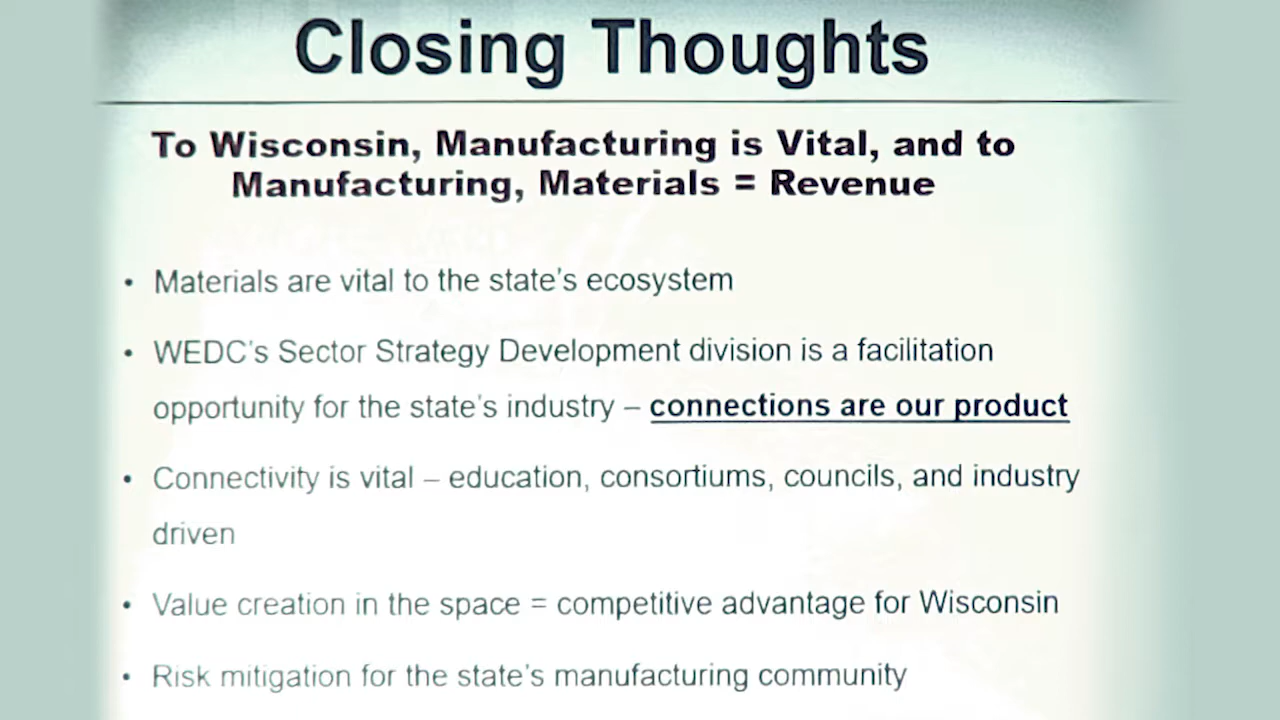 Closing Thoughts
To Wisconsin, Manufacturing is Vital, and to
Manufacturing, Materials = Revenue
• Materials are vital to the state's ecosystem
• WEDC's Sector Strategy Development division is a facilitation
opportunity for the state's industry – connections are our product
• Connectivity is vital – education, consortiums, councils, and industry
driven
• Value creation in the space = competitive advantage for Wisconsin
• Risk mitigation for the state's manufacturing community